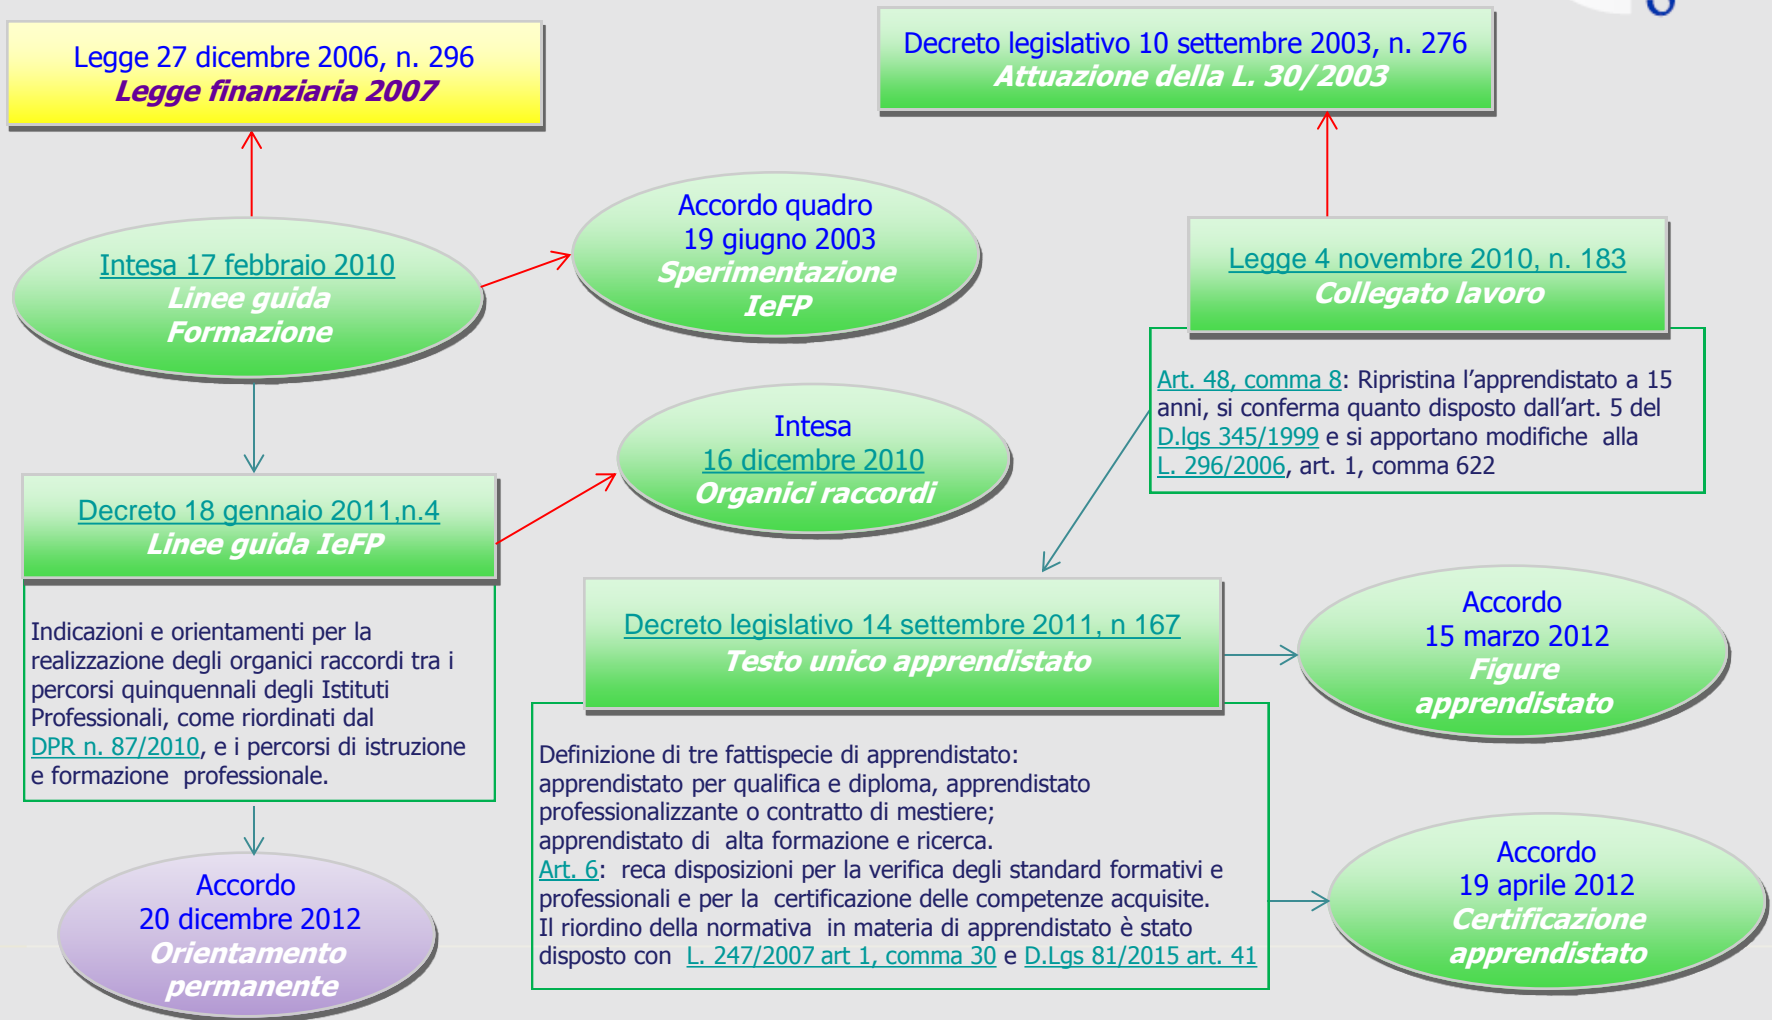 Legge 27 dicembre 2006, n. 296
Legge finanziaria 2007
Decreto legislativo 10 settembre 2003, n. 276
Attuazione della L. 30/2003
Intesa 17 febbraio 2010
Linee guida
Formazione
Accordo quadro
19 giugno 2003
Sperimentazione
IeFP
Legge 4 novembre 2010, n. 183
Collegato lavoro
Art. 48, comma 8: Ripristina l'apprendistato a 15
anni, si conferma quanto disposto dall'art. 5 del
D.lgs 345/1999 e si apportano modifiche alla
L. 296/2006, art. 1, comma 622
Intesa
16 dicembre 2010
Organici raccordi
Decreto 18 gennaio 2011,n.4
Linee guida IeFP
Indicazioni e orientamenti per la
realizzazione degli organici raccordi tra i
percorsi quinquennali degli Istituti
Professionali, come riordinati dal
DPR n. 87/2010, e i percorsi di istruzione
e formazione professionale.
Decreto legislativo 14 settembre 2011, n 167
Testo unico apprendistato
Definizione di tre fattispecie di apprendistato:
apprendistato per qualifica e diploma, apprendistato
professionalizzante o contratto di mestiere;
apprendistato di alta formazione e ricerca.
Art. 6: reca disposizioni per la verifica degli standard formativi e
professionali e per la certificazione delle competenze acquisite.
Il riordino della normativa in materia di apprendistato è stato
disposto con L. 247/2007 art 1, comma 30 e D.Lgs 81/2015 art. 41
Accordo
15 marzo 2012
Figure
apprendistato
Accordo
19 aprile 2012
Certificazione
apprendistato
Accordo
20 dicembre 2012
Orientamento
permanente